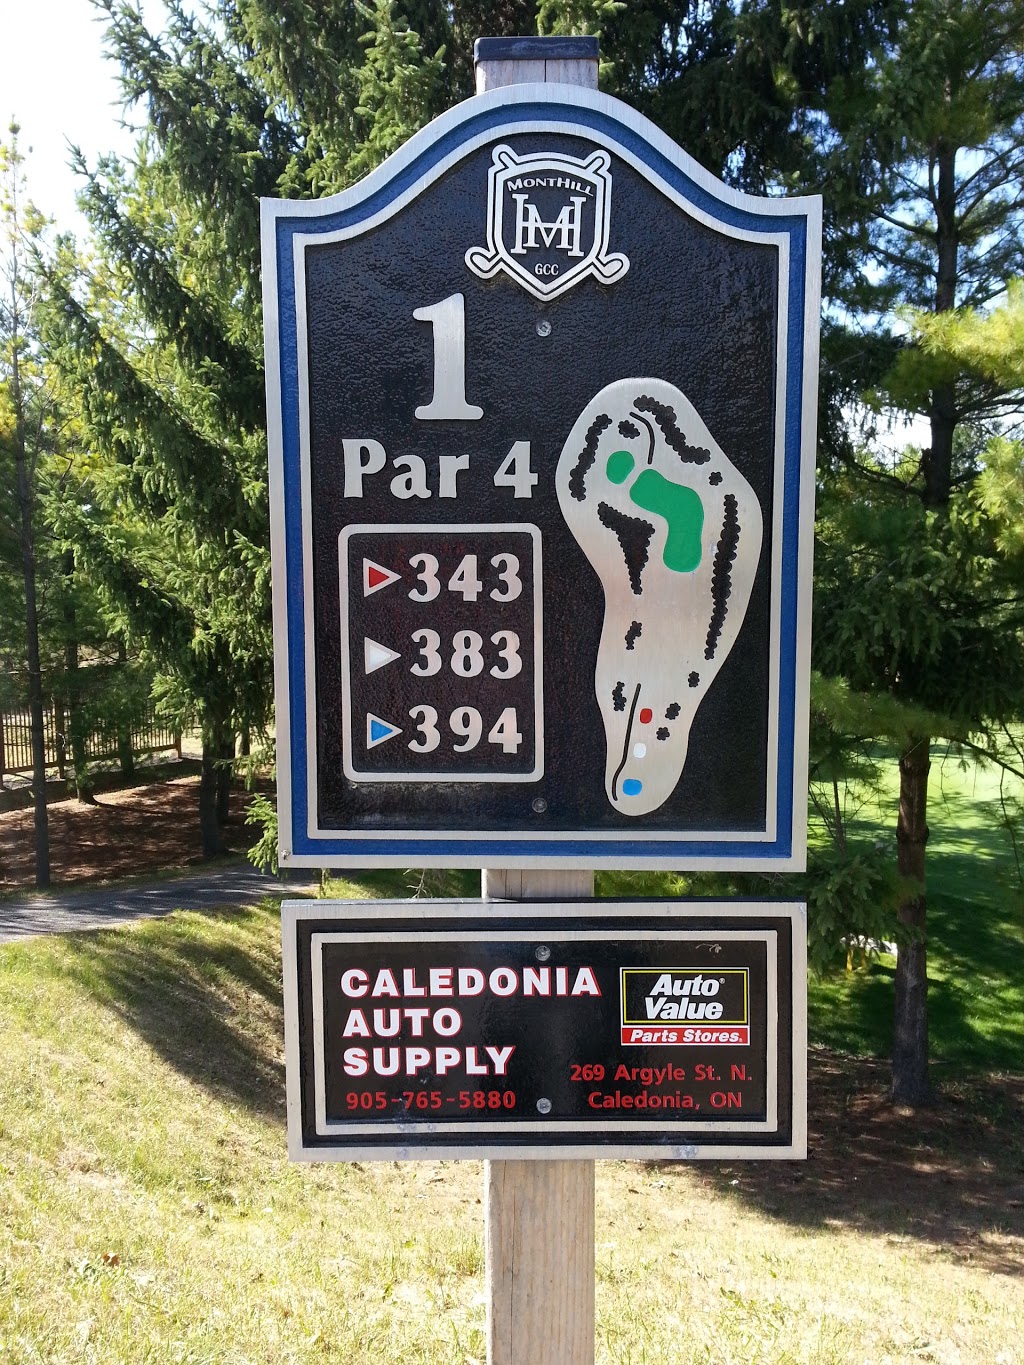 MONTHILL
MH
GCC
1
Par 4
343
383
394
CALEDONIA
AUTO
SUPPLY
905-765-5880
Auto®
Value
Parts Stores.
269 Argyle St. N.
Caledonia, ON